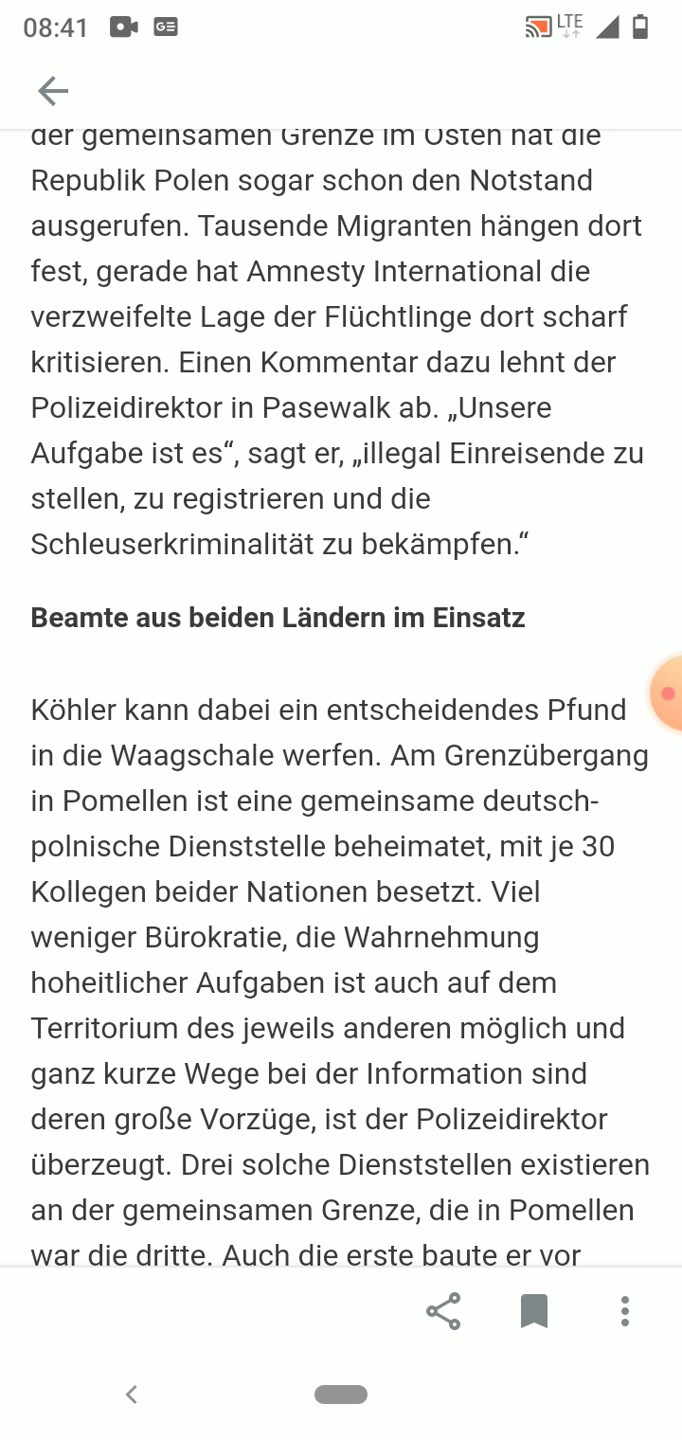 08:41
GE
LTE
der gemeinsamen Grenze im Osten hat die
Republik Polen sogar schon den Notstand
ausgerufen. Tausende Migranten hängen dort
fest, gerade hat Amnesty International die
verzweifelte Lage der Flüchtlinge dort scharf
kritisieren. Einen Kommentar dazu lehnt der
Polizeidirektor in Pasewalk ab. „Unsere
Aufgabe ist es“, sagt er, „illegal Einreisende zu
stellen, zu registrieren und die
Schleuserkriminalität zu bekämpfen.“
Beamte aus beiden Ländern im Einsatz
Köhler kann dabei ein entscheidendes Pfund
in die Waagschale werfen. Am Grenzübergang
in Pomellen ist eine gemeinsame deutsch-
polnische Dienststelle beheimatet, mit je 30
Kollegen beider Nationen besetzt. Viel
weniger Bürokratie, die Wahrnehmung
hoheitlicher Aufgaben ist auch auf dem
Territorium des jeweils anderen möglich und
ganz kurze Wege bei der Information sind
deren große Vorzüge, ist der Polizeidirektor
überzeugt. Drei solche Dienststellen existieren
an der gemeinsamen Grenze, die in Pomellen
war die dritte. Auch die erste baute er vor